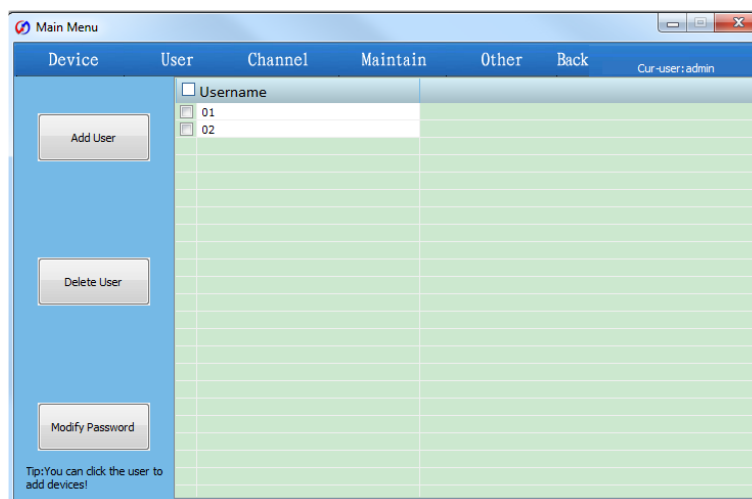 Main Menu
Device User Channel Maintain Other Back Cur-user:admin
Username
01
02
Add User
Delete User
Modify Password
Tip:You can click the user to
add devices!